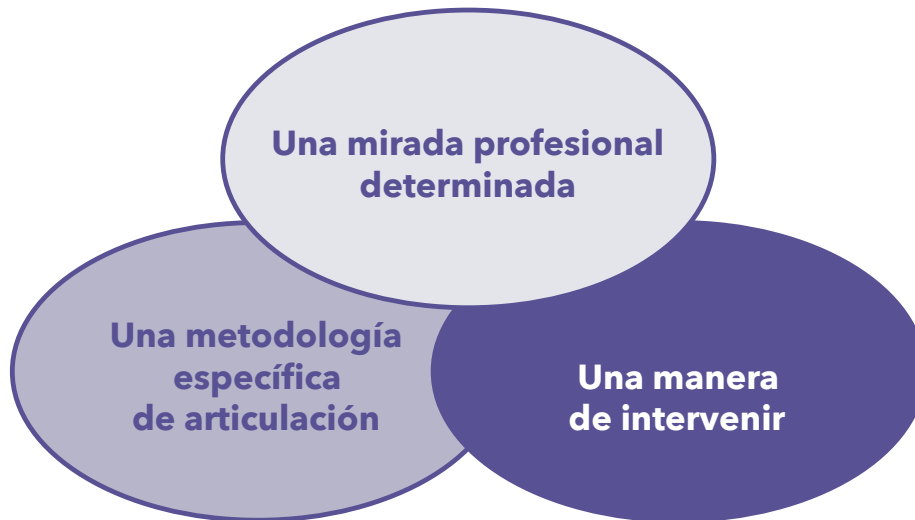 Una mirada profesional
determinada
Una metodología
específica
de articulación
Una manera
de intervenir